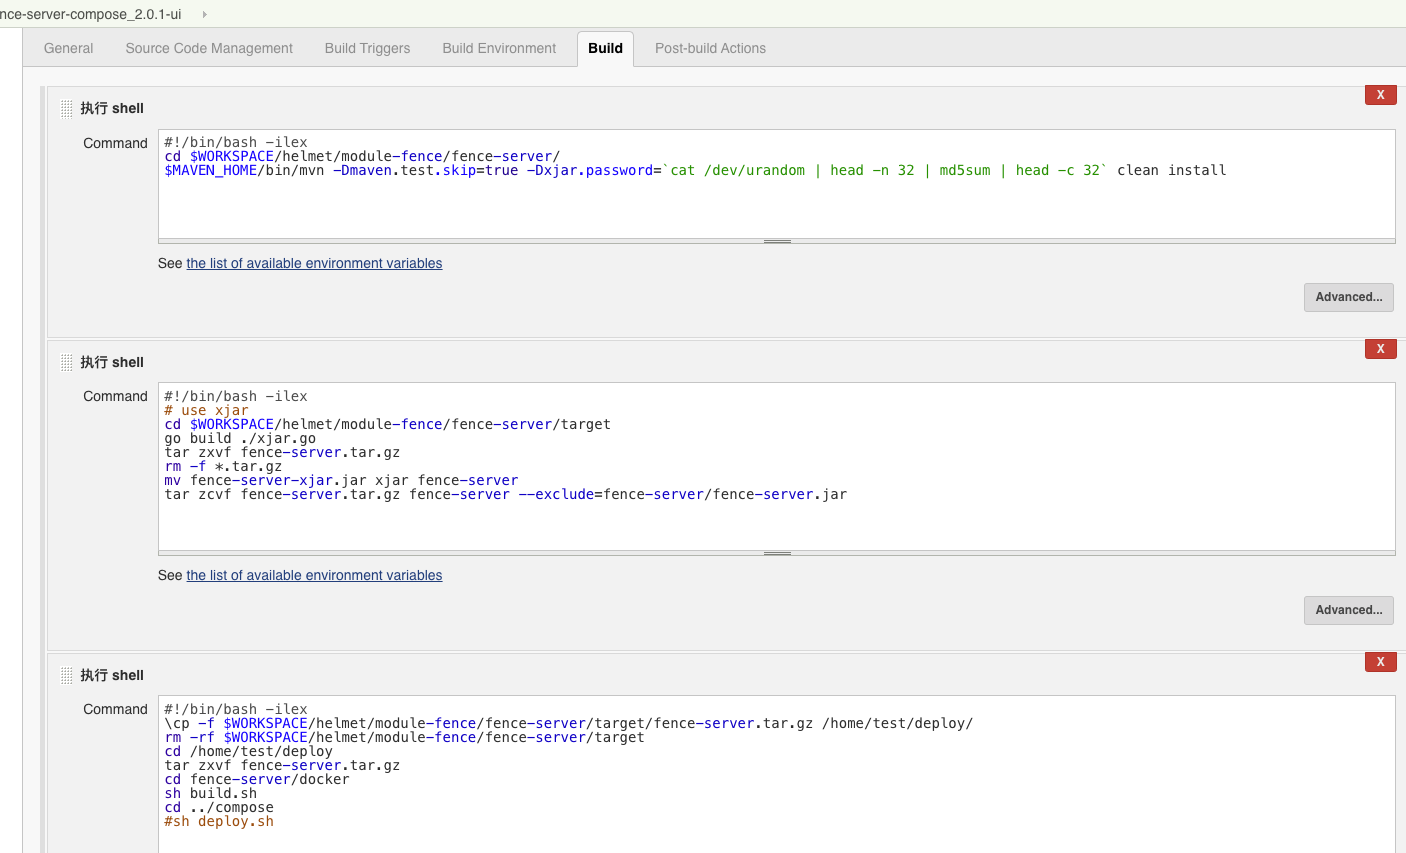 nce-server-compose_2.0.1-ui
General Source Code Management Build Triggers Build Environment Build Post-build Actions
执行 shell
X
Command
#!/bin/bash -ilex
cd $WORKSPACE/helmet/module-fence/fence-server/
$MAVEN_HOME/bin/mvn -Dmaven.test.skip=true -Dxjar.password=`cat /dev/urandom | head -n 32 | md5sum | head -c 32` clean install
See the list of available environment variables
Advanced...
执行 shell
X
Command
#!/bin/bash -ilex
# use xjar
cd $WORKSPACE/helmet/module-fence/fence-server/target
go build ./xjar.go
tar zxvf fence-server.tar.gz
rm -f *.tar.gz
mv fence-server-xjar.jar xjar fence-server
tar zcvf fence-server.tar.gz fence-server --exclude=fence-server/fence-server.jar
See the list of available environment variables
Advanced...
执行 shell
X
Command
#!/bin/bash -ilex
\cp -f $WORKSPACE/helmet/module-fence/fence-server/target/fence-server.tar.gz /home/test/deploy/
rm -rf $WORKSPACE/helmet/module-fence/fence-server/target
cd /home/test/deploy
tar zxvf fence-server.tar.gz
cd fence-server/docker
sh build.sh
cd ../compose
#sh deploy.sh